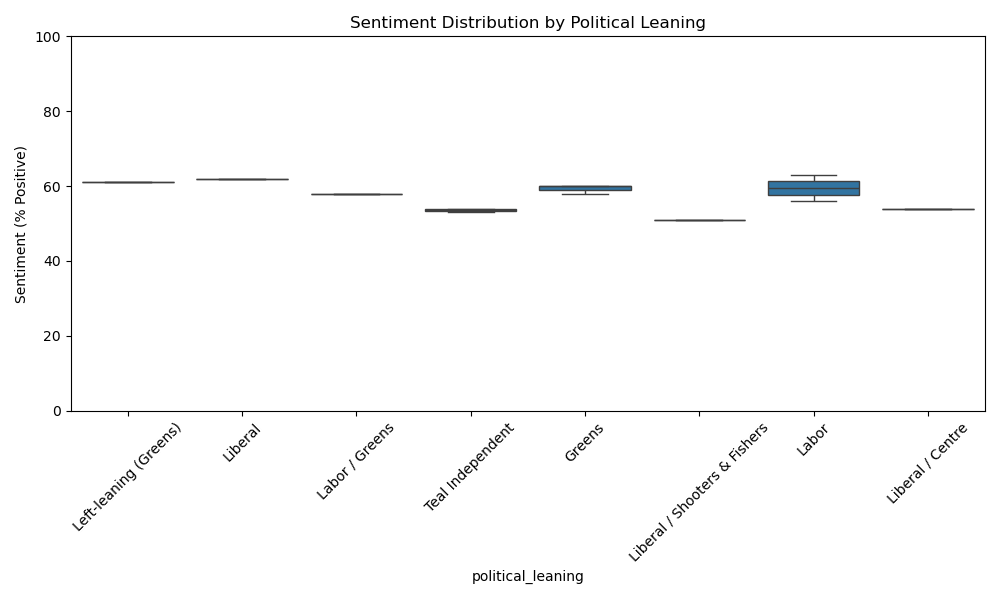 Sentiment Distribution by Political Leaning
Sentiment (% Positive)
100
80
60
40
20
0
Left-leaning (Greens)
Liberal
Labor / Greens
Teal Independent
Greens
Liberal / Shooters & Fishers
Labor
Liberal / Centre
political_leaning